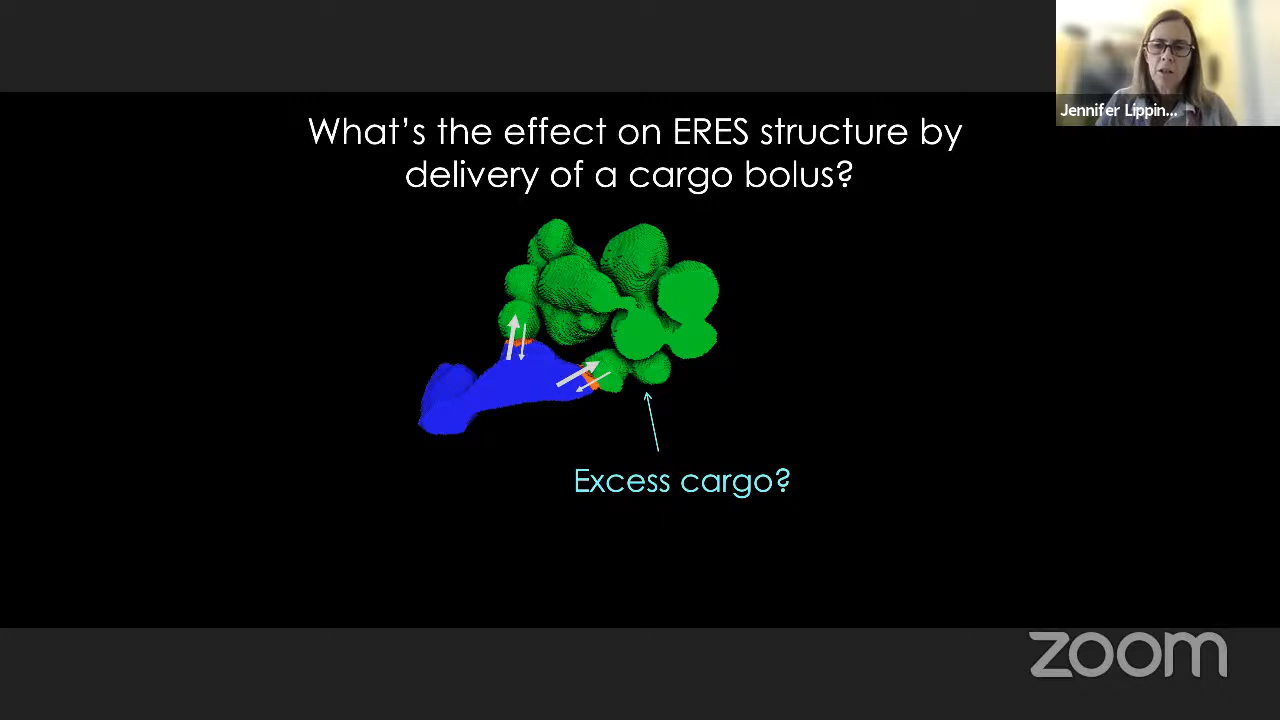 Jennifer Lippin...
What's the effect on ERES structure by
delivery of a cargo bolus?
Excess cargo?
zoom